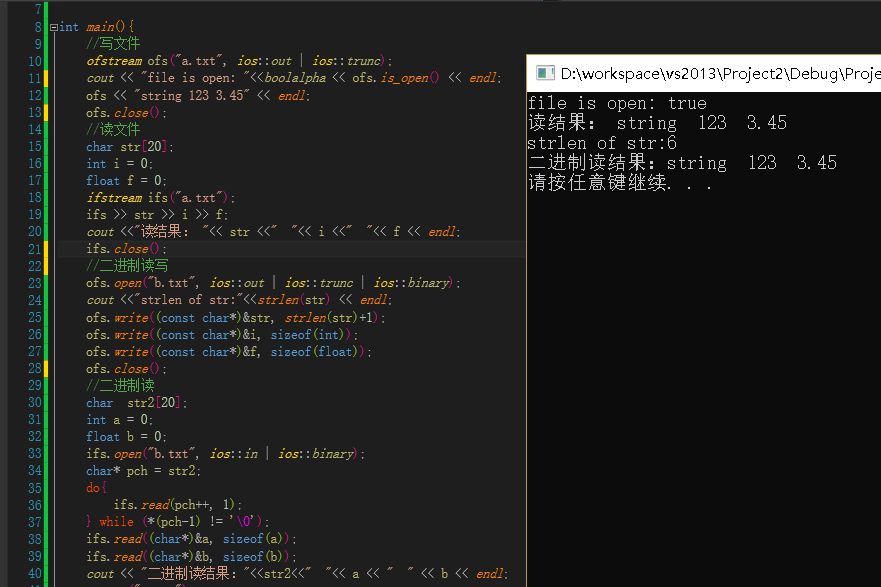 7
8 int main(){
9 //写文件
10 ofstream ofs("a.txt", ios::out | ios::trunc);
11 cout << "file is open: "<<boolalpha << ofs.is_open() << endl;
12 ofs << "string 123 3.45" << endl;
13 ofs.close();
14 //读文件
15 char str[20];
16 int i = 0;
17 float f = 0;
18 ifstream ifs("a.txt");
19 ifs >> str >> i >> f;
20 cout <<"读结果: "<< str <<"  "<< i <<"  "<< f << endl;
21 ifs.close();
22 //二进制读写
23 ofs.open("b.txt", ios::out | ios::trunc | ios::binary);
24 cout <<"strlen of str:"<<strlen(str) << endl;
25 ofs.write((const char*)&str, strlen(str)+1);
26 ofs.write((const char*)&i, sizeof(int));
27 ofs.write((const char*)&f, sizeof(float));
28 ofs.close();
29 //二进制读
30 char  str2[20];
31 int a = 0;
32 float b = 0;
33 ifs.open("b.txt", ios::in | ios::binary);
34 char* pch = str2;
35 do{
36 ifs.read(pch++, 1);
37 } while (*(pch-1) != '\0');
38 ifs.read((char*)&a, sizeof(a));
39 ifs.read((char*)&b, sizeof(b));
40 cout << "二进制读结果:"<<str2<<"  "<< a << "  " << b << endl;
D:\workspace\vs2013\Project2\Debug\Proje
file is open: true
读结果: string  123  3.45
strlen of str:6
二进制读结果:string  123  3.45
请按任意键继续. . .